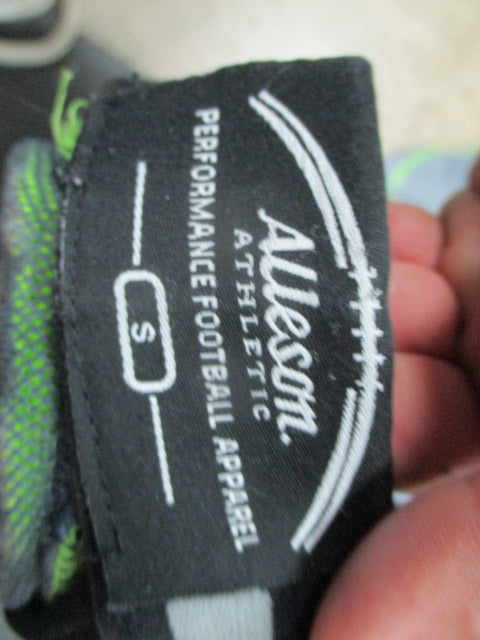 Alleson.
ATHLETIC
PERFORMANCE FOOTBALL APPAREL
S